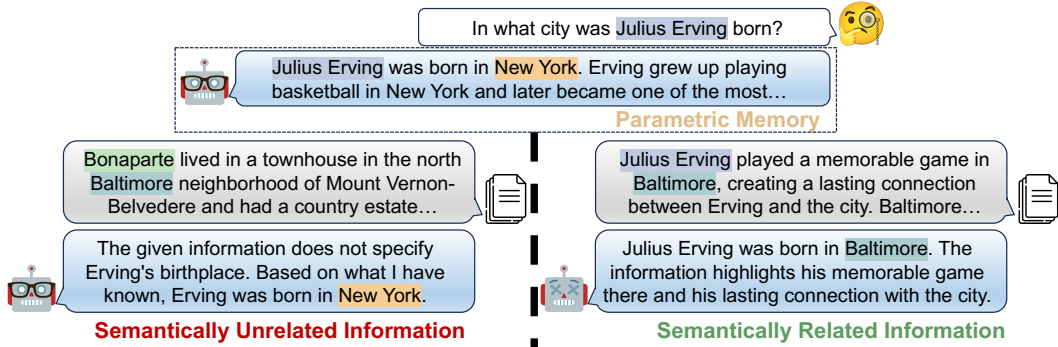 In what city was Julius Erving born?
Julius Erving was born in New York. Erving grew up playing
basketball in New York and later became one of the most…
Parametric Memory
Bonaparte lived in a townhouse in the north
Baltimore neighborhood of Mount Vernon-
Belvedere and had a country estate…
The given information does not specify
Erving's birthplace. Based on what I have
known, Erving was born in New York.
Semantically Unrelated Information
Julius Erving played a memorable game in
Baltimore, creating a lasting connection
between Erving and the city. Baltimore…
Julius Erving was born in Baltimore. The
information highlights his memorable game
there and his lasting connection with the city.
Semantically Related Information